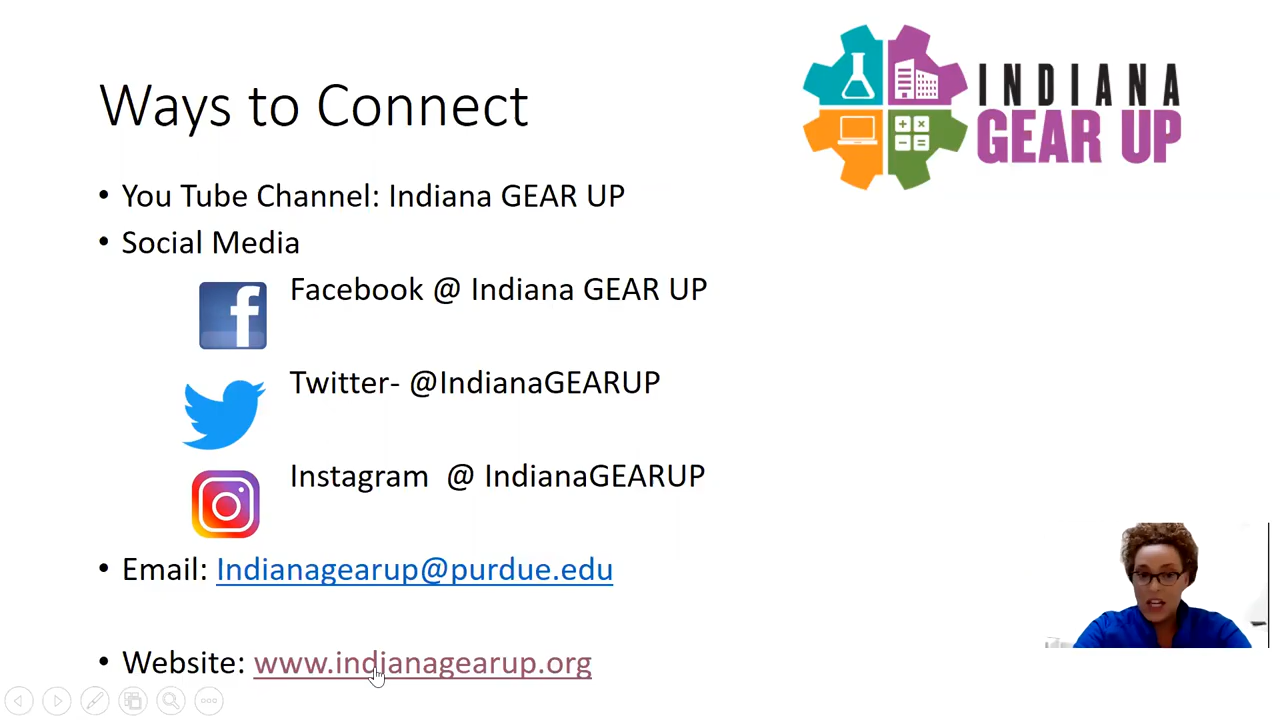 Ways to Connect
INDIANA
GEAR UP
• You Tube Channel: Indiana GEAR UP
• Social Media
Facebook @ Indiana GEAR UP
Twitter- @IndianaGEARUP
Instagram @ IndianaGEARUP
• Email: Indianagearup@purdue.edu
• Website: www.indianagearup.org